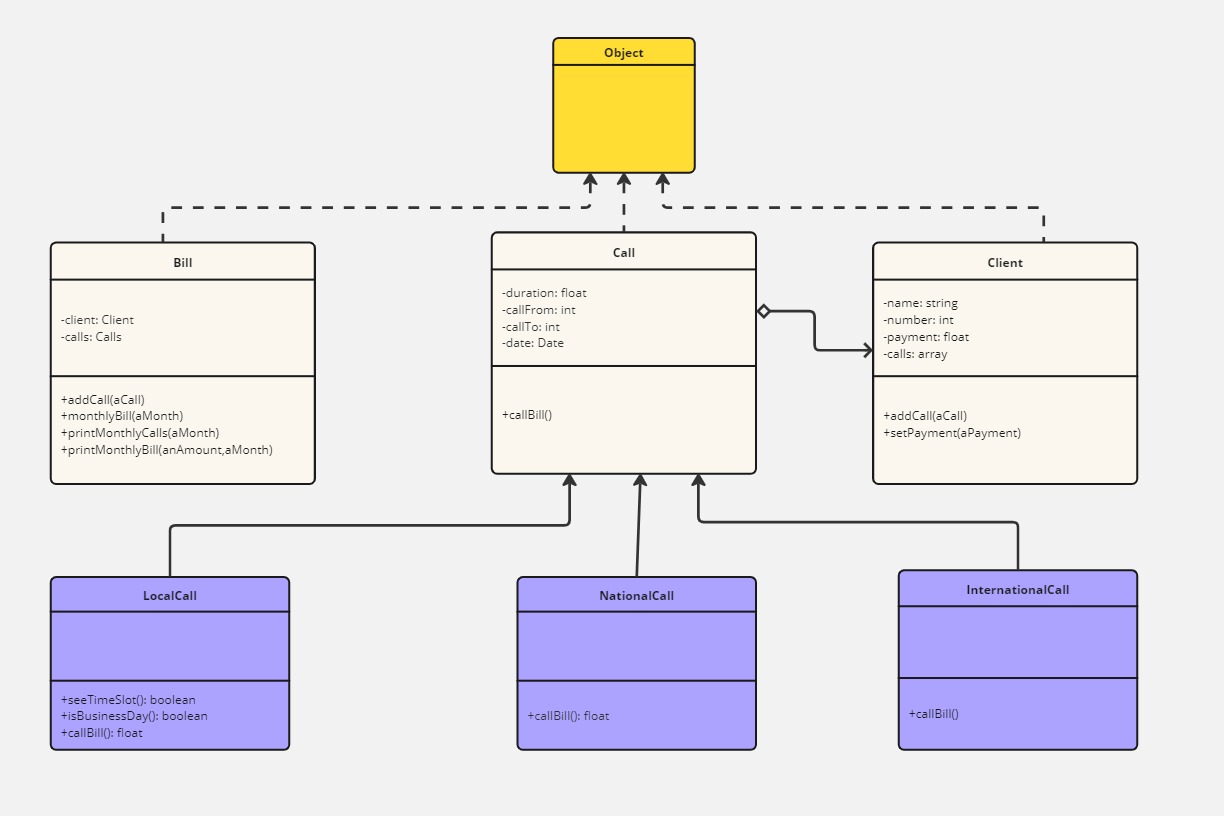 Object
Bill
-client: Client
-calls: Calls
+addCall(aCall)
+monthlyBill(aMonth)
+printMonthlyCalls(aMonth)
+printMonthlyBill(anAmount,aMonth)
Call
-duration: float
-callFrom: int
-callTo: int
-date: Date
+callBill()
Client
-name: string
-number: int
-payment: float
-calls: array
+addCall(aCall)
+setPayment(aPayment)
LocalCall
+seeTimeSlot(): boolean
+isBusinessDay(): boolean
+callBill(): float
NationalCall
+callBill(): float
InternationalCall
+callBill()